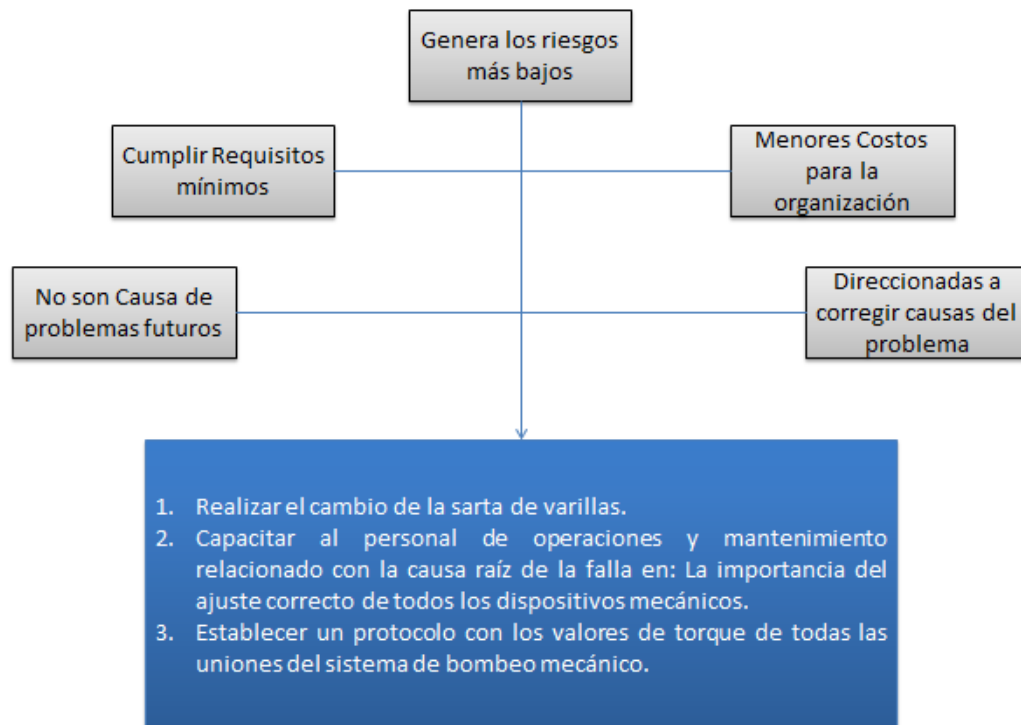 Genera los riesgos
más bajos
Cumplir Requisitos
mínimos
Menores Costos
para la
organización
No son Causa de
problemas futuros
Direccionadas a
corregir causas del
problema
1. Realizar el cambio de la sarta de varillas.
2. Capacitar al personal de operaciones y mantenimiento
relacionado con la causa raíz de la falla en: La importancia del
ajuste correcto de todos los dispositivos mecánicos.
3. Establecer un protocolo con los valores de torque de todas las
uniones del sistema de bombeo mecánico.